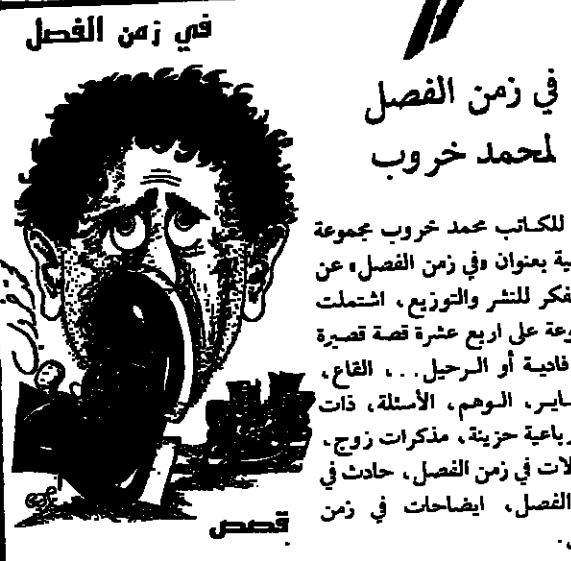 في زمن الفصل
قصص
في زمن الفصل
لمحمد خروب
للكاتب محمد خروب مجموعة
ية بعنوان «في زمن الفصل» عن
فكر للنشر والتوزيع، اشتملت
وعة على اربع عشرة قصة قصيرة
فادية أو الرحيل...، القاع،
ـايـر، الوهم، الأسئلة، ذات
رباعية حزينة، مذكرات زوج،
لات في زمن الفصل، حادث في
الفصل، ايضاحات في زمن